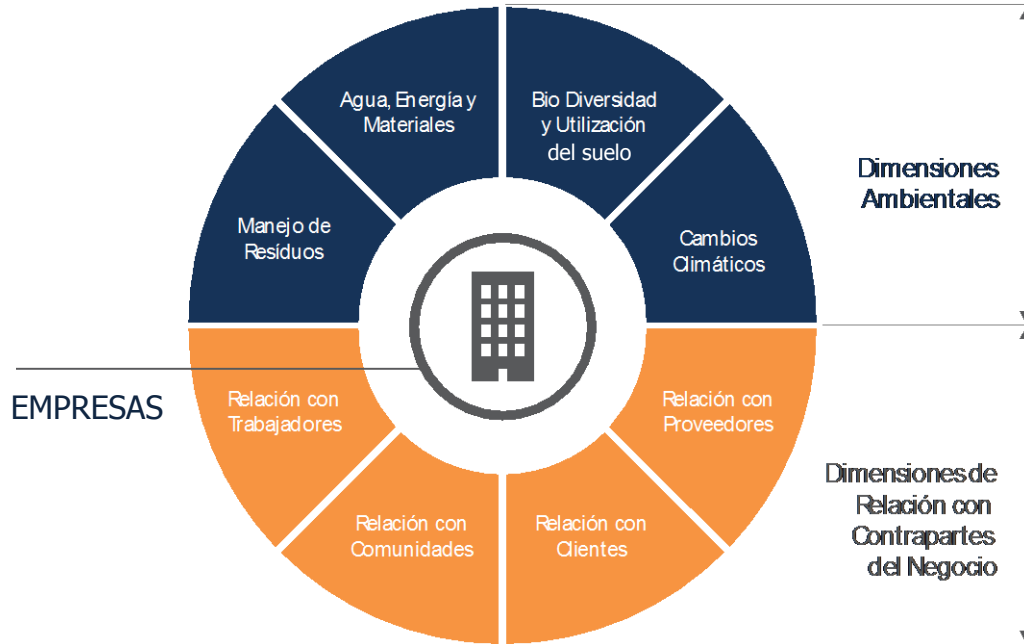 Agua, Energía y
Materiales
Bio Diversidad
y Utilización
del suelo
Manejo de
Resíduos
Cambios
Climáticos
Dimensiones
Ambientales
EMPRESAS
Relación con
Trabajadores
Relación con
Proveedores
Relación con
Comunidades
Relación con
Clientes
Dimensiones de
Relación con
Contrapartes
del Negocio